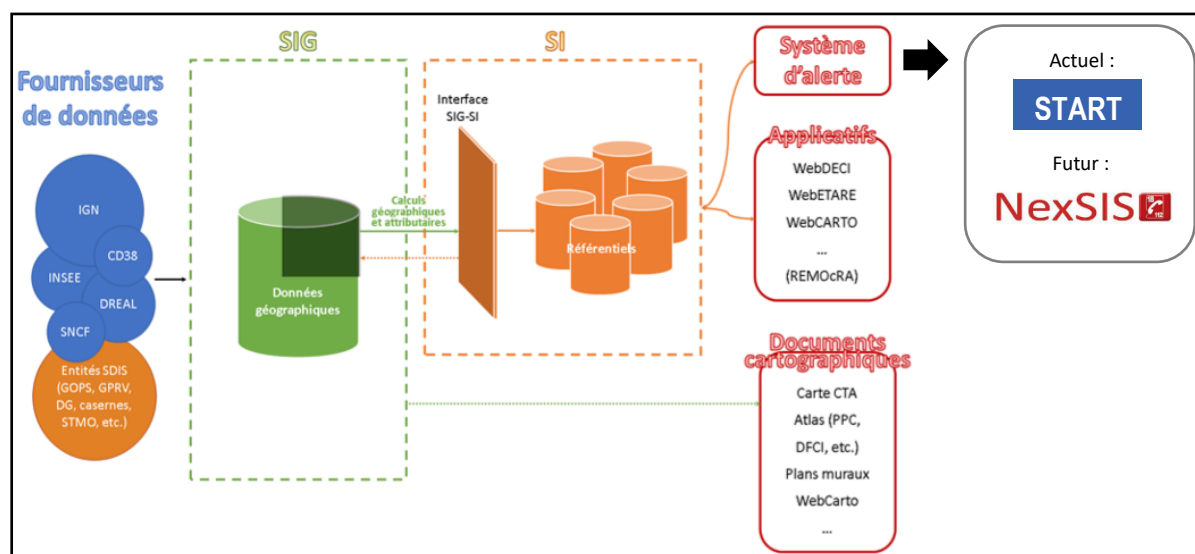 Fournisseurs
de données
IGN
CD38
INSEE
DREAL
SNCF
Entités SDIS
(GOPS, GPRV,
DG, casernes,
STMO, etc.)
SIG
Données
géographiques
Calculs
géographiques
et attributaires
SI
Interface
SIG-SI
Référentiels
Système
d'alerte
Applicatifs
WebDECI
WebETARE
WebCARTO
...
(REMOcRA)
Documents
cartographiques
Carte CTA
Atlas (PPC,
DFCI, etc.)
Plans muraux
WebCarto
...
Actuel :
START
Futur :
NexSIS
18
112